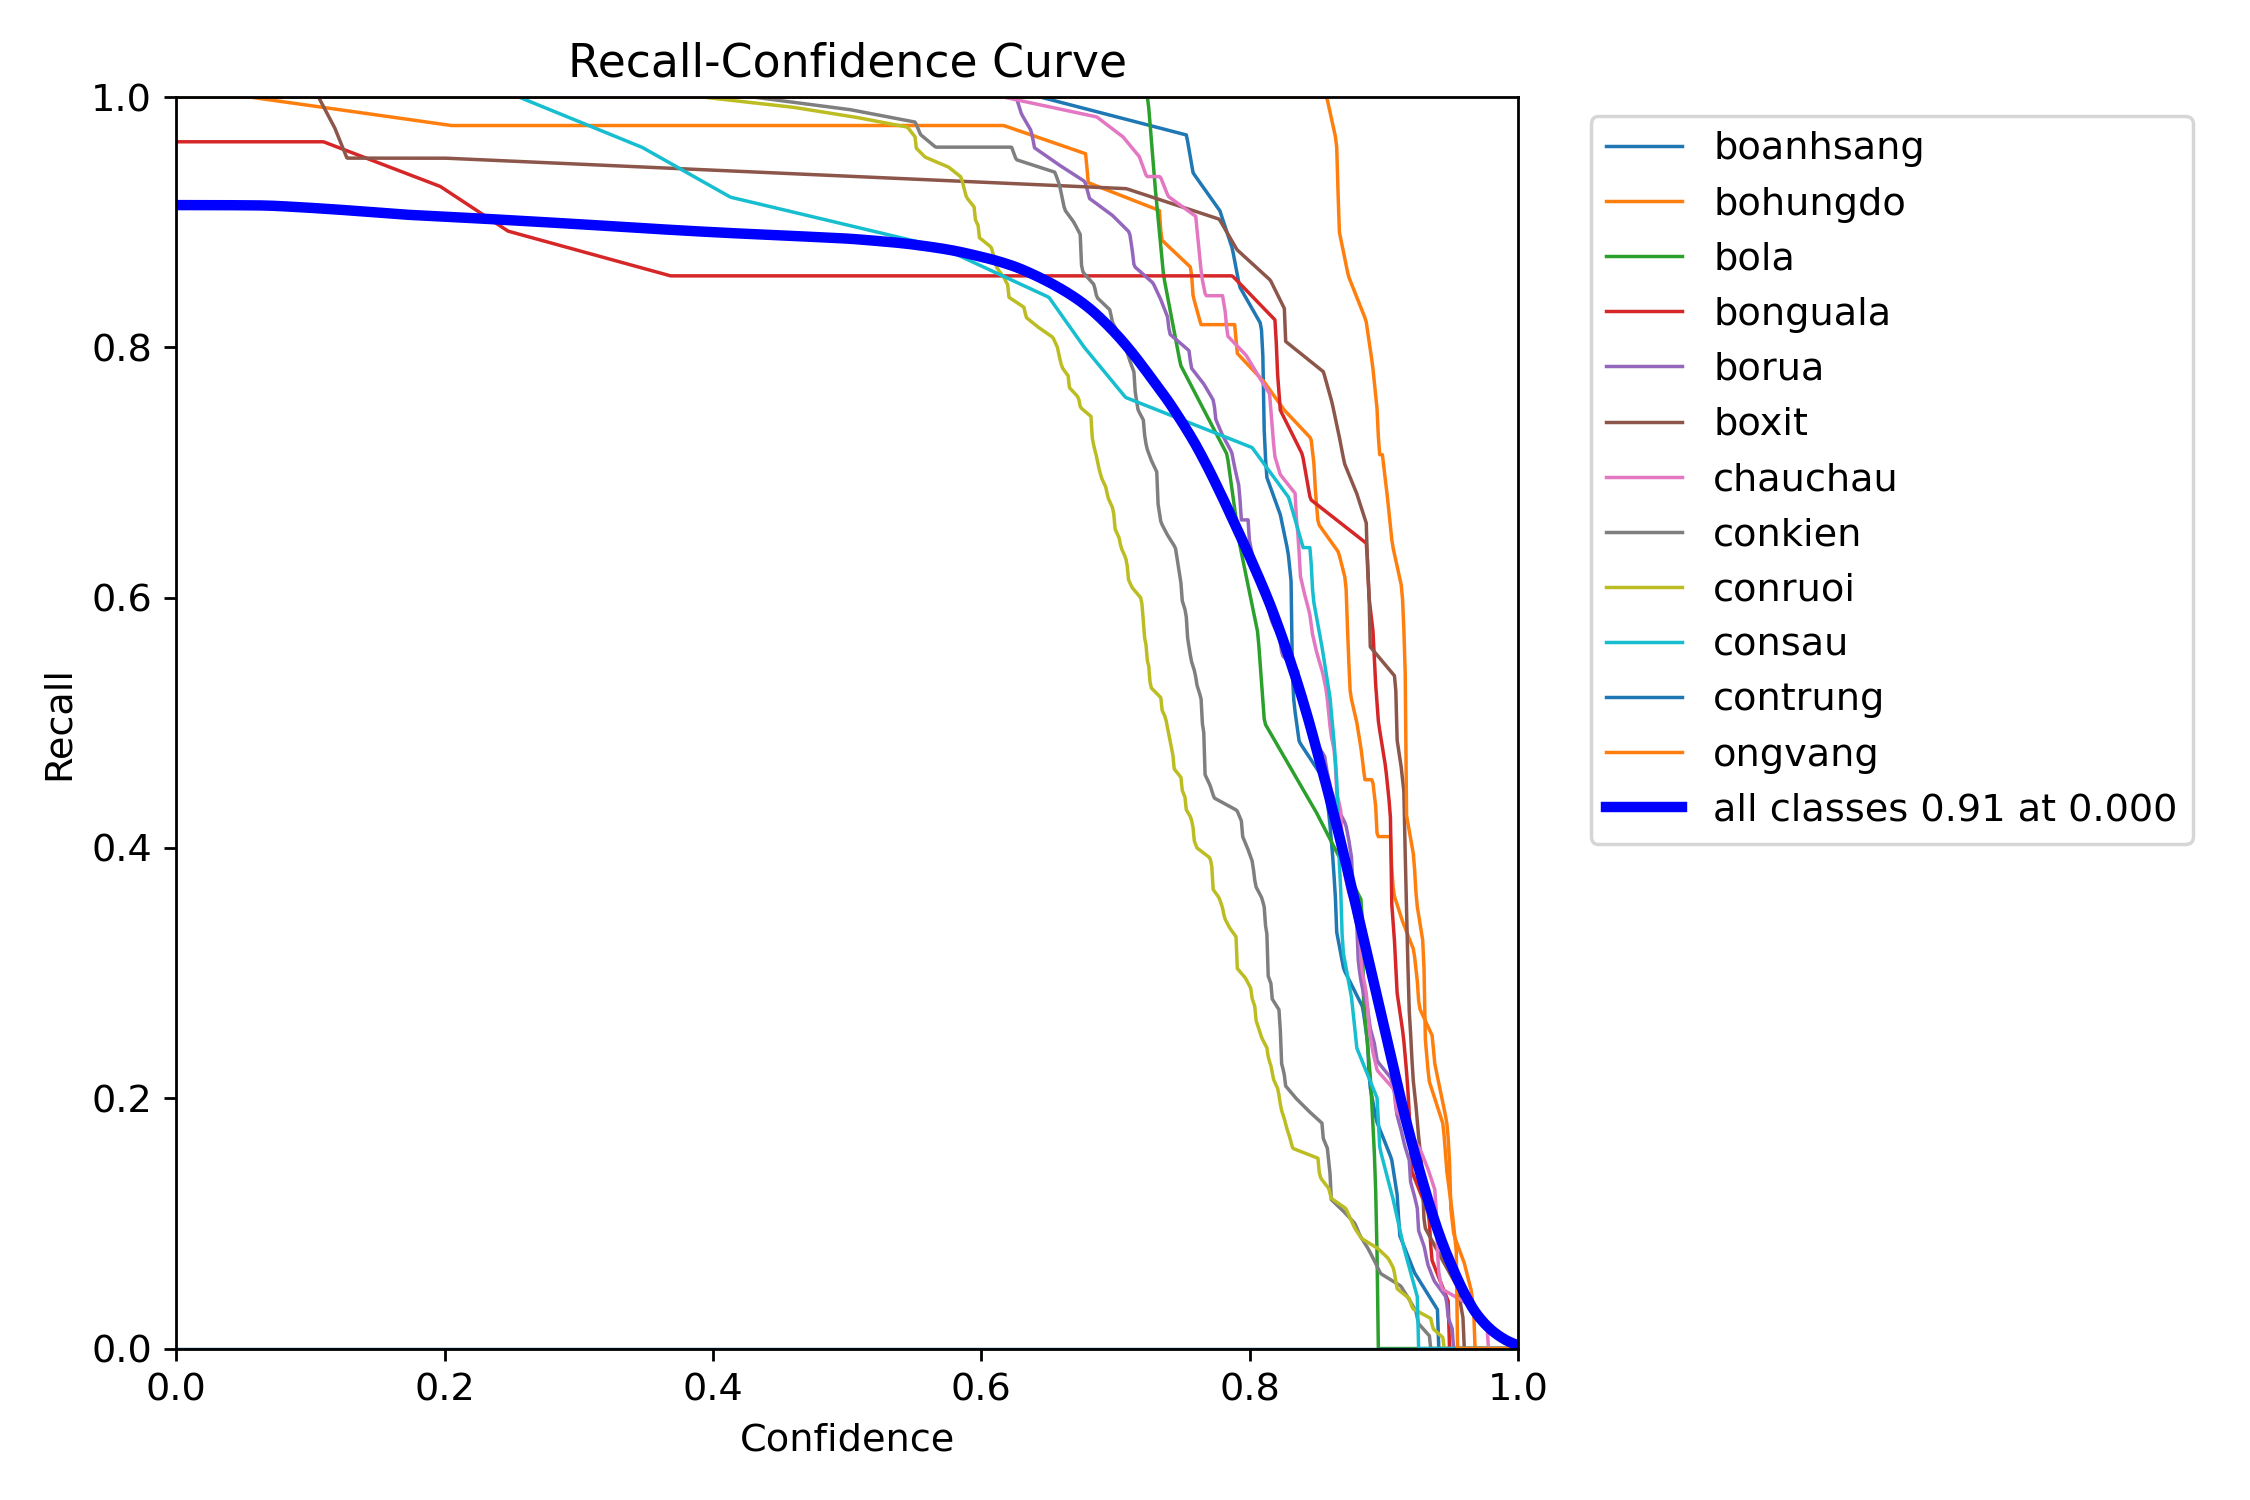 Recall-Confidence Curve
1.0
0.8
0.6
0.4
0.2
0.0
Recall
0.0 0.2 0.4 0.6 0.8 1.0
Confidence
boanhsang
bohungdo
bola
bonguala
borua
boxit
chauchau
conkien
conruoi
consau
contrung
ongvang
all classes 0.91 at 0.000